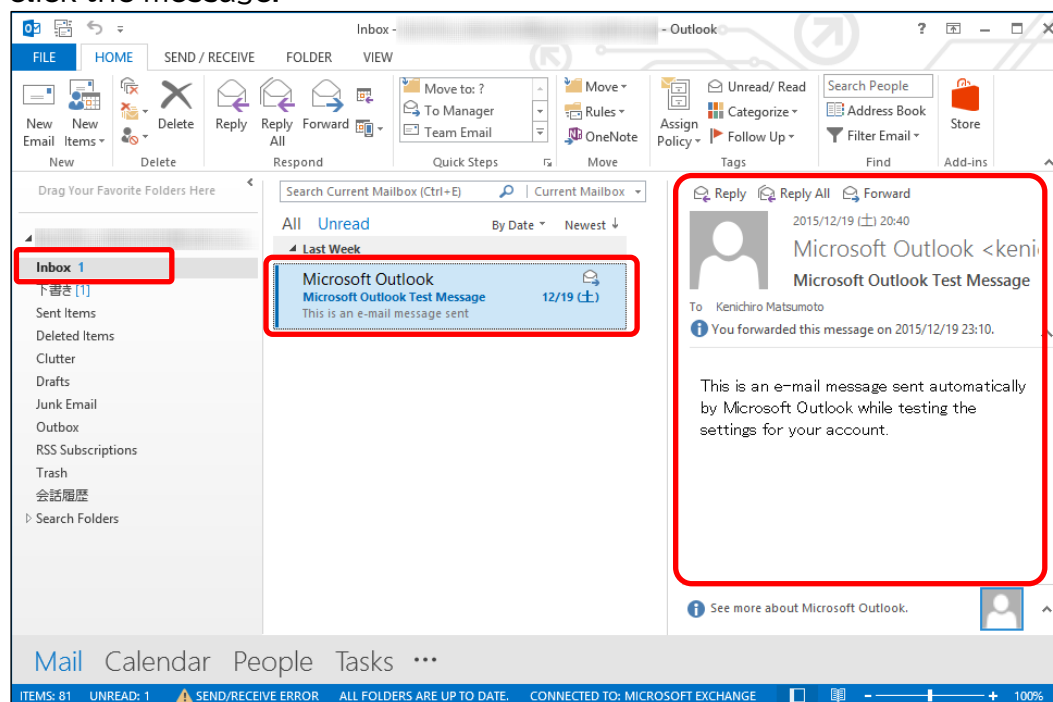 click the message.
Inbox - - Outlook
FILE HOME SEND / RECEIVE FOLDER VIEW
New Email
New Items
Delete
Reply
Reply All
Forward
Move to: ?
To Manager
Team Email
Move
Rules
OneNote
Assign Policy
Unread/ Read
Categorize
Follow Up
Search People
Address Book
Filter Email
Store
New Delete Respond Quick Steps Move Tags Find Add-ins
Drag Your Favorite Folders Here
Inbox 1
下書き [1]
Sent Items
Deleted Items
Clutter
Drafts
Junk Email
Outbox
RSS Subscriptions
Trash
会話履歴
Search Folders
Search Current Mailbox (Ctrl+E) Current Mailbox
All Unread By Date Newest ↓
Last Week
Microsoft Outlook
Microsoft Outlook Test Message 12/19 (土)
This is an e-mail message sent
Reply Reply All Forward
2015/12/19 (土) 20:40
Microsoft Outlook <keni
Microsoft Outlook Test Message
To Kenichiro Matsumoto
You forwarded this message on 2015/12/19 23:10.
This is an e-mail message sent automatically
by Microsoft Outlook while testing the
settings for your account.
See more about Microsoft Outlook.
Mail Calendar People Tasks •••
ITEMS: 81 UNREAD: 1 SEND/RECEIVE ERROR ALL FOLDERS ARE UP TO DATE. CONNECTED TO: MICROSOFT EXCHANGE 100%